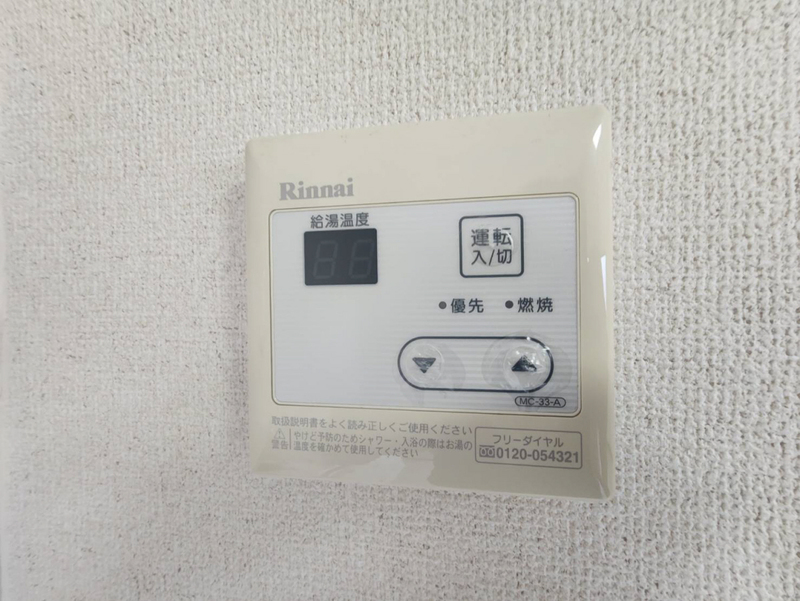 Rinnai
給湯温度
運転
入/切
優先 燃焼
MC-33-A
取扱説明書をよく読み正しくご使用ください
警告 やけど予防のためシャワー・入浴の際はお湯の
温度を確かめて使用してください
フリーダイヤル
0120-054321